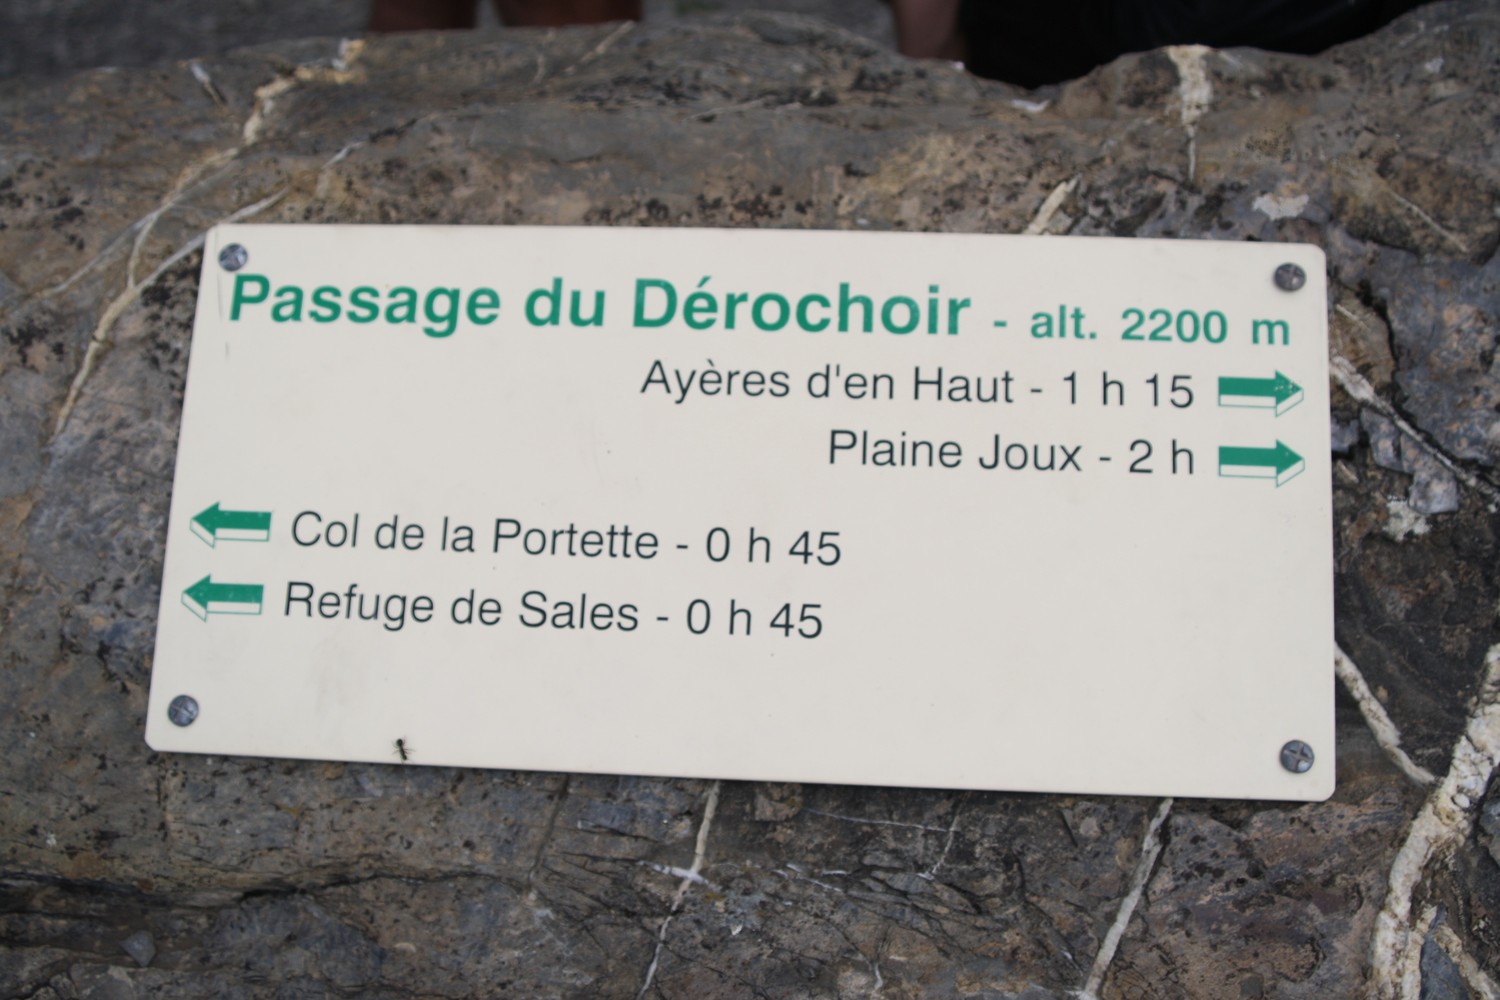 Passage du Dérochoir - alt. 2200 m
Ayères d'en Haut - 1 h 15
Plaine Joux - 2 h
Col de la Portette - 0 h 45
Refuge de Sales - 0 h 45